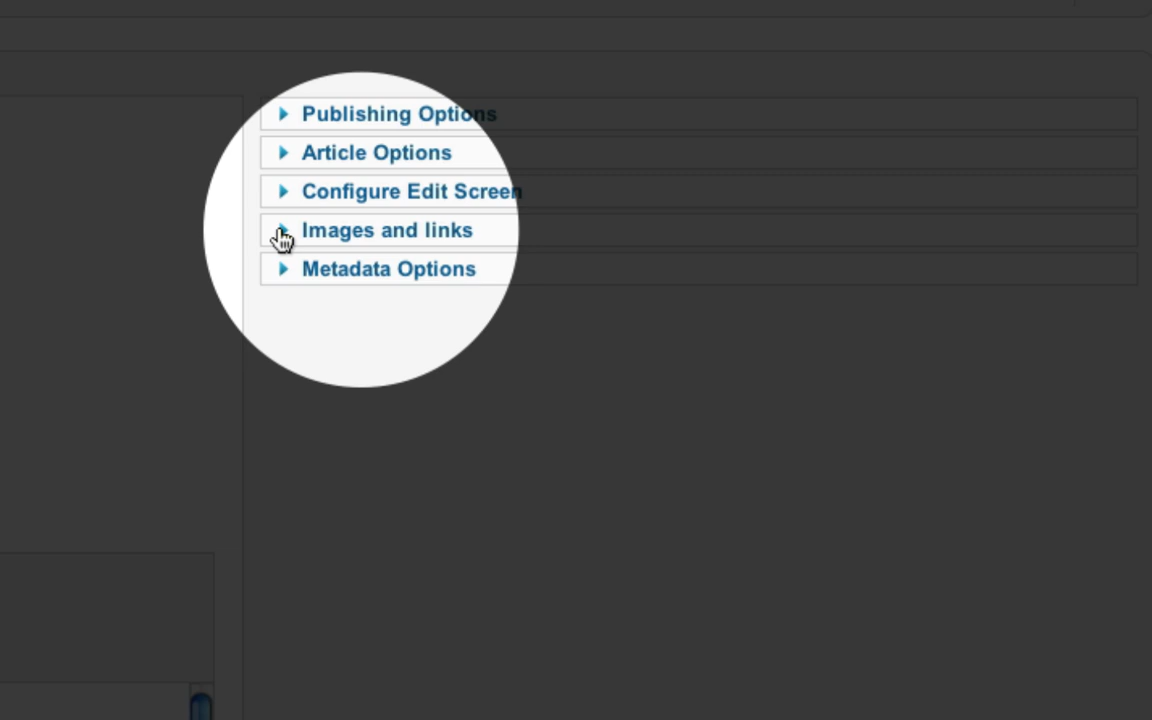 Publishing Options
Article Options
Configure Edit Screen
Images and links
Metadata Options